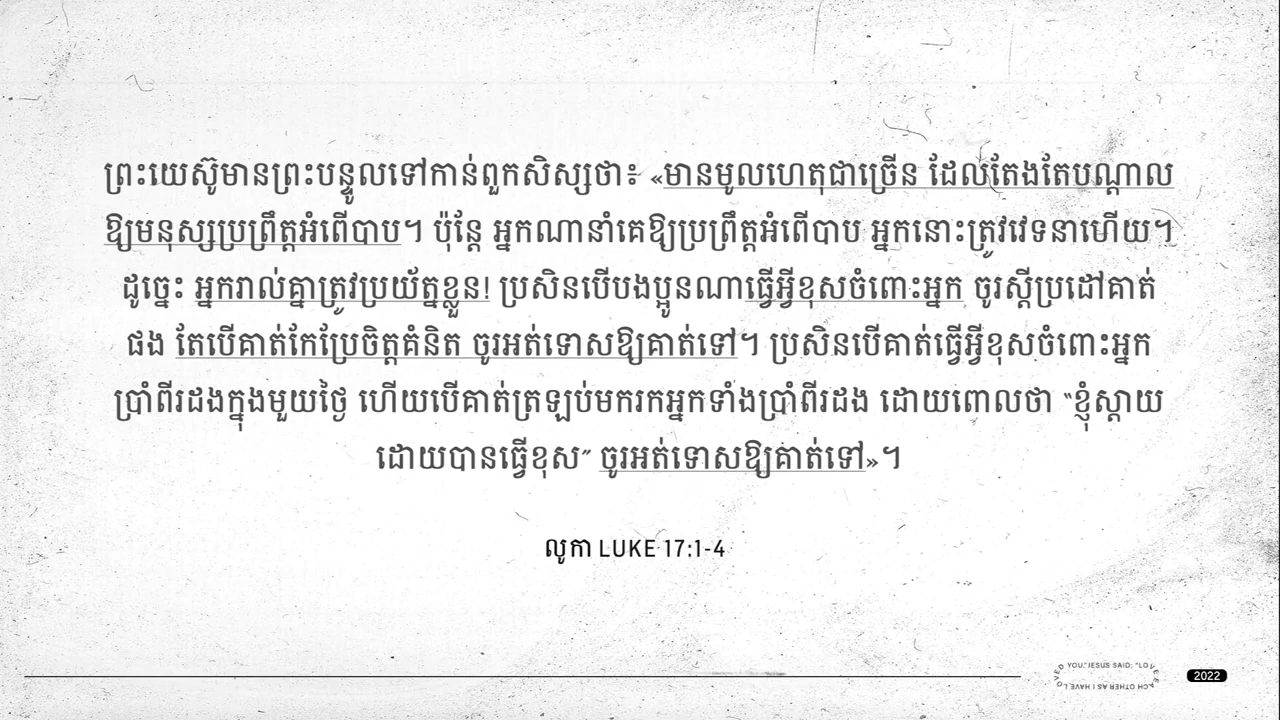 ព្រះយេស៊ូមានព្រះបន្ទូលទៅកាន់ពួកសិស្សថា៖ «មានមូលហេតុជាច្រើន ដែលតែងតែបណ្ដាល
ឱ្យមនុស្សប្រព្រឹត្តអំពើបាប។ ប៉ុន្តែ អ្នកណានាំគេឱ្យប្រព្រឹត្តអំពើបាប អ្នកនោះត្រូវវេទនាហើយ។
ដូច្នេះ អ្នករាល់គ្នាត្រូវប្រយ័ត្នខ្លួន! ប្រសិនបើបងប្អូនណាធ្វើអ្វីខុសចំពោះអ្នក ចូរស្ដីប្រដៅគាត់
ផង តែបើគាត់កែប្រែចិត្តគំនិត ចូរអត់ទោសឱ្យគាត់ទៅ។ ប្រសិនបើគាត់ធ្វើអ្វីខុសចំពោះអ្នក
ប្រាំពីរដងក្នុងមួយថ្ងៃ ហើយបើគាត់ត្រឡប់មករកអ្នកទាំងប្រាំពីរដង ដោយពោលថា “ខ្ញុំស្ដាយ
ដោយបានធ្វើខុស” ចូរអត់ទោសឱ្យគាត់ទៅ»។
លូកា LUKE 17:1-4
JESUS SAID: "LOVE EACH OTHER AS I HAVE LOVED YOU."
2022